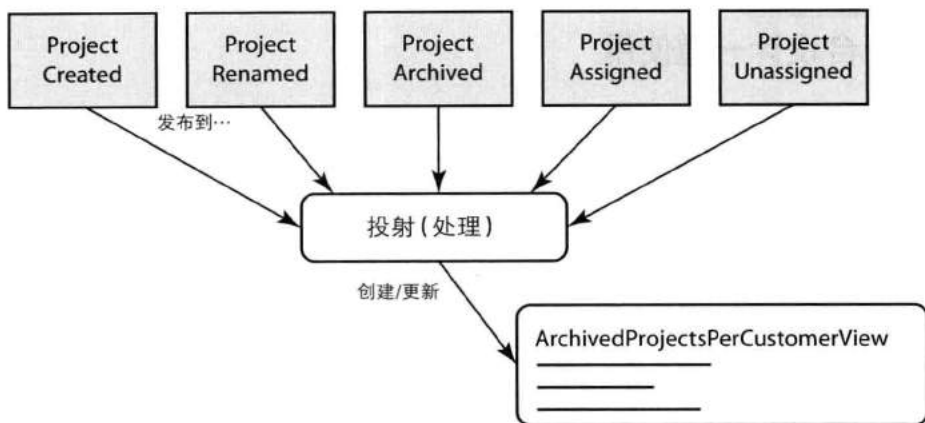 Project
Created
Project
Renamed
Project
Archived
Project
Assigned
Project
Unassigned
发布到…
投射(处理)
创建/更新
ArchivedProjectsPerCustomerView